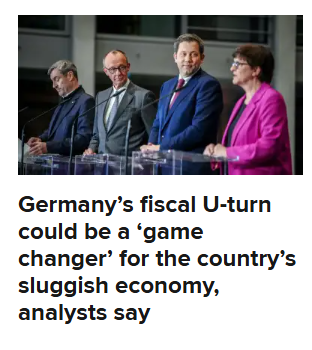 Germany’s fiscal U-turn
could be a ‘game
changer’ for the country’s
sluggish economy,
analysts say